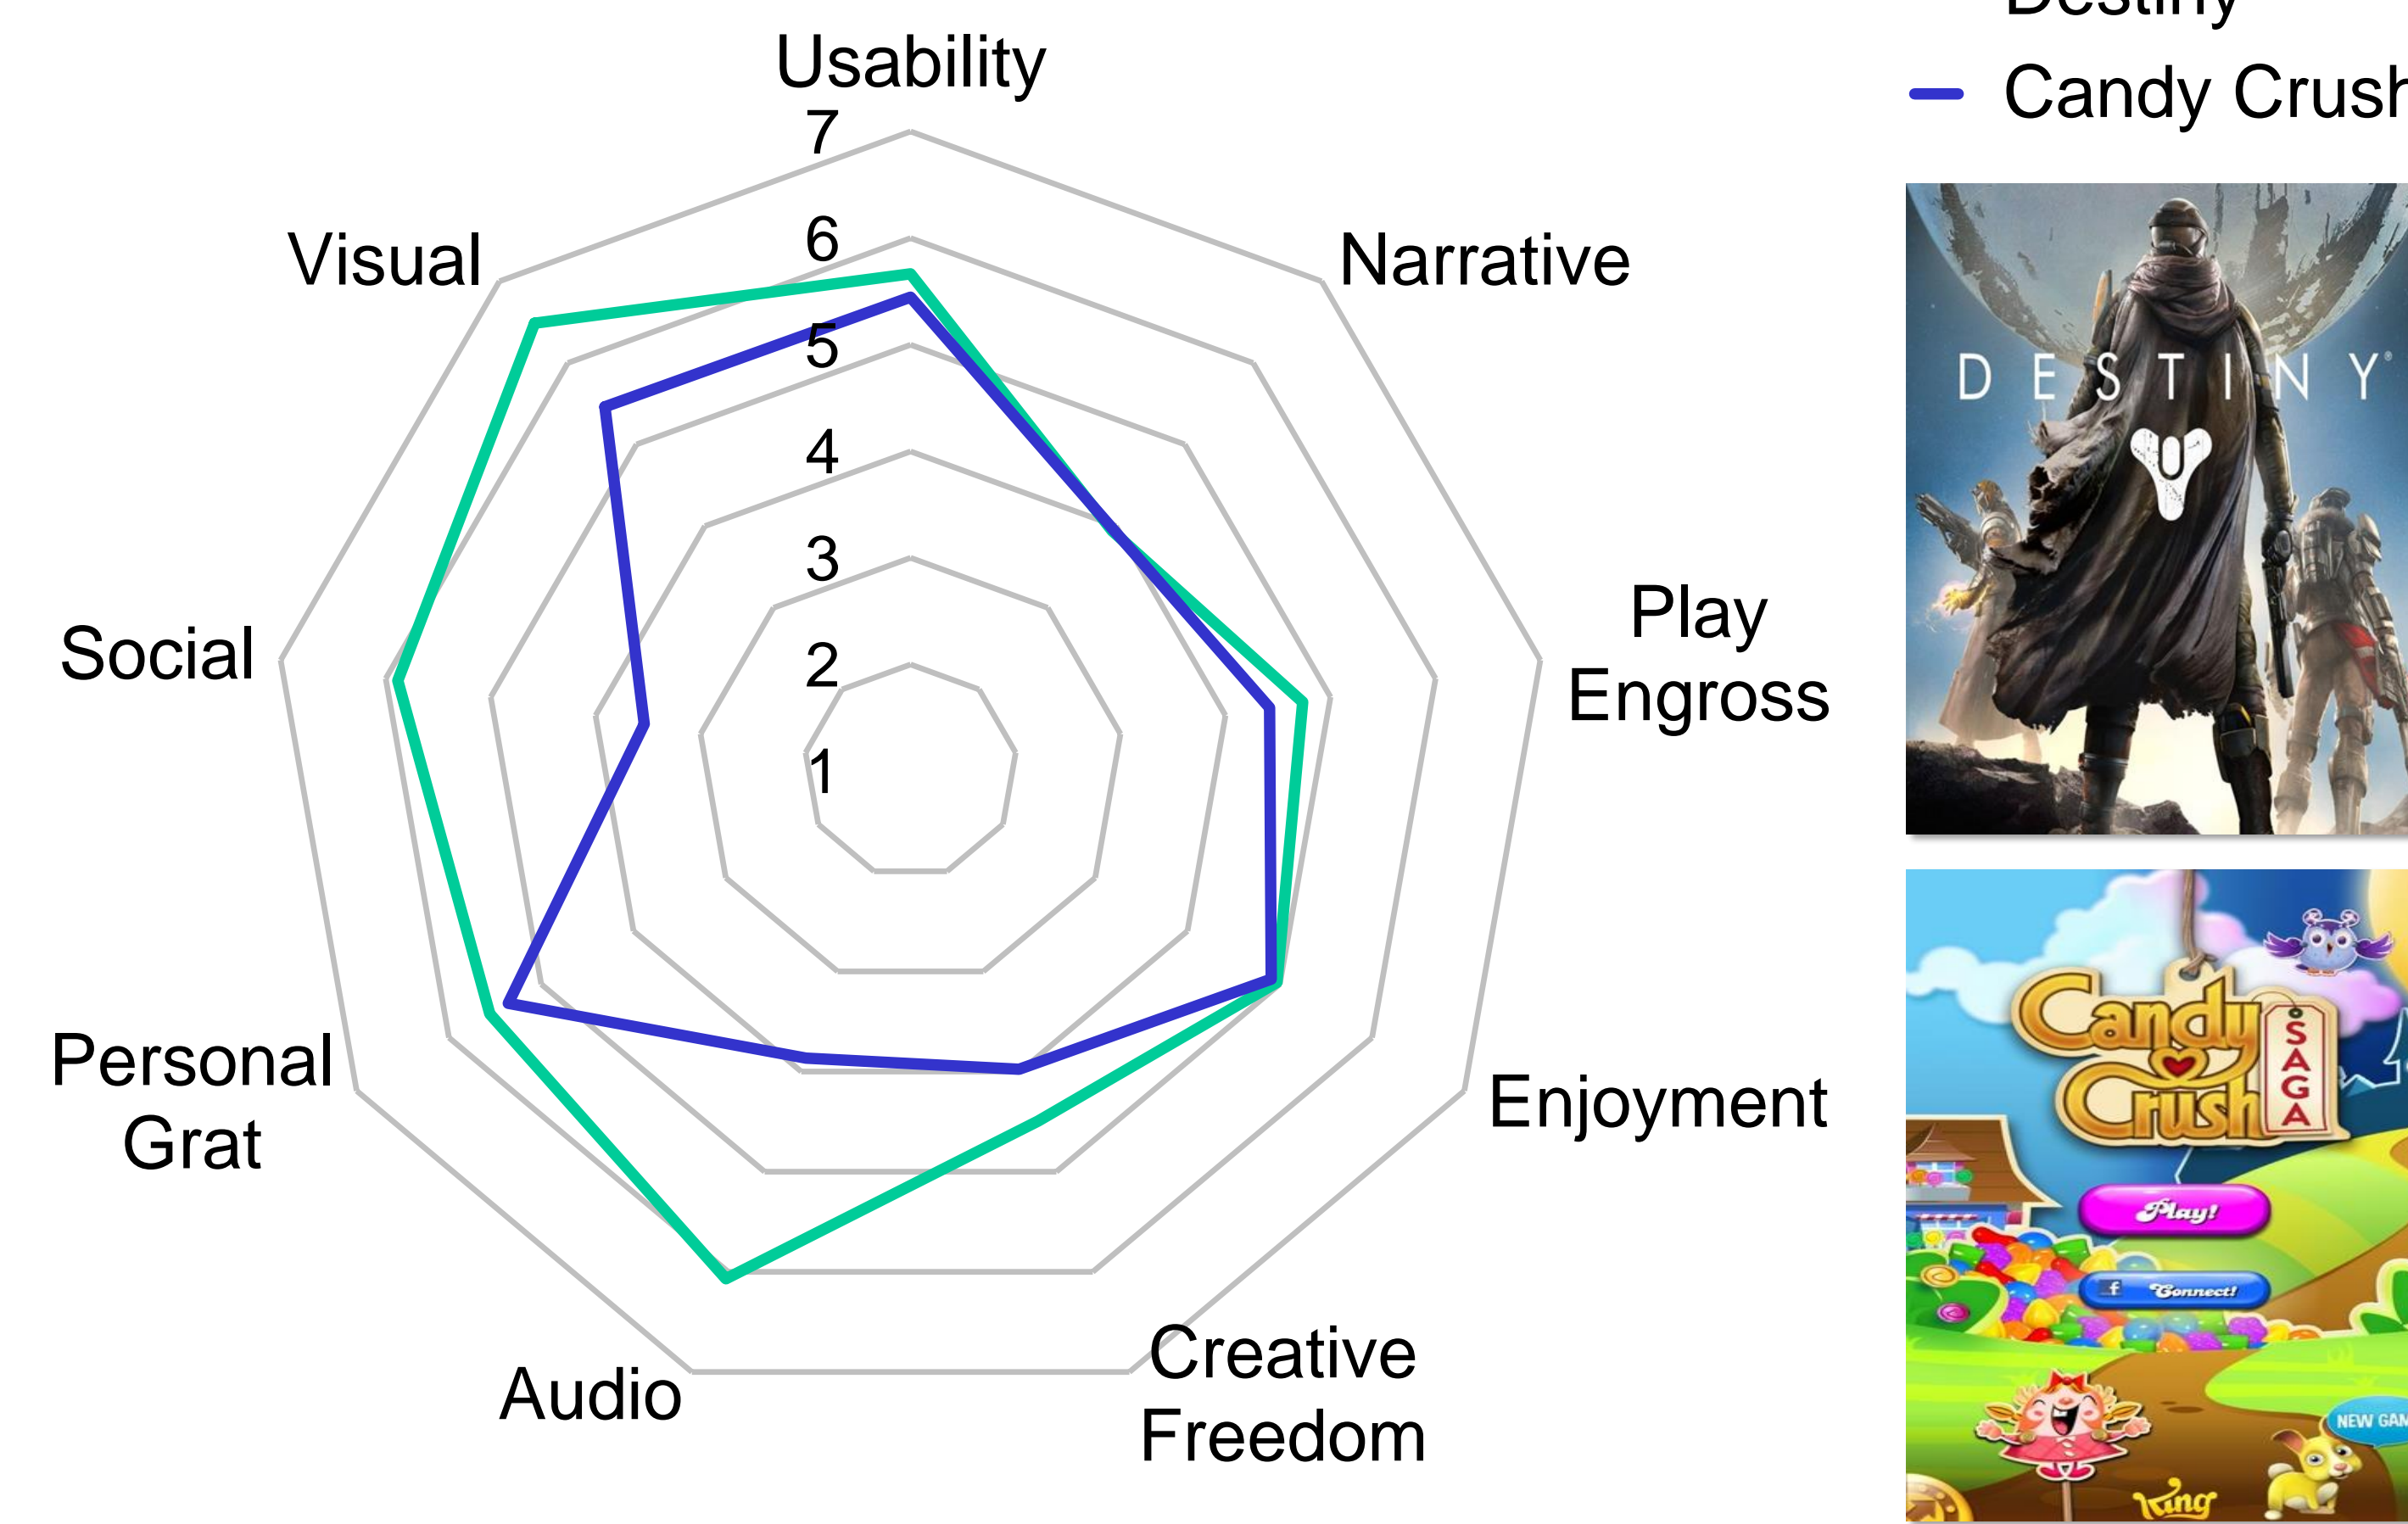 Destiny
Candy Crush
Usability
7
6
5
4
3
2
1
Visual
Narrative
Social
Play
Engross
Personal
Grat
Enjoyment
Audio
Creative
Freedom
DESTINY
Candy
Crush
SAGA
Play!
f Connect!
NEW GAM
King